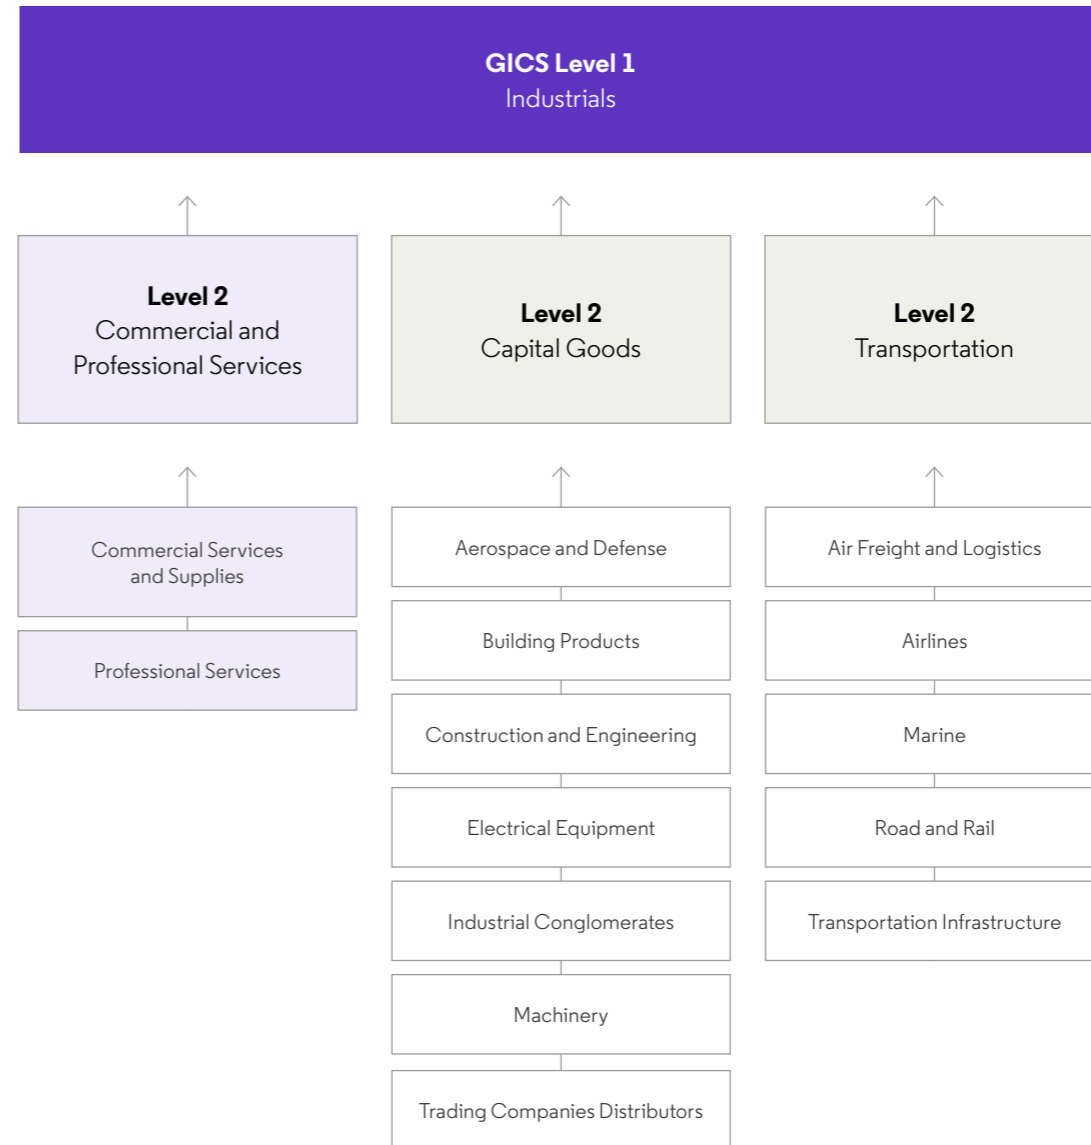 GICS Level 1
Industrials
Level 2
Commercial and
Professional Services
Level 2
Capital Goods
Level 2
Transportation
Commercial Services
and Supplies
Professional Services
Aerospace and Defense
Building Products
Construction and Engineering
Electrical Equipment
Industrial Conglomerates
Machinery
Trading Companies Distributors
Air Freight and Logistics
Airlines
Marine
Road and Rail
Transportation Infrastructure